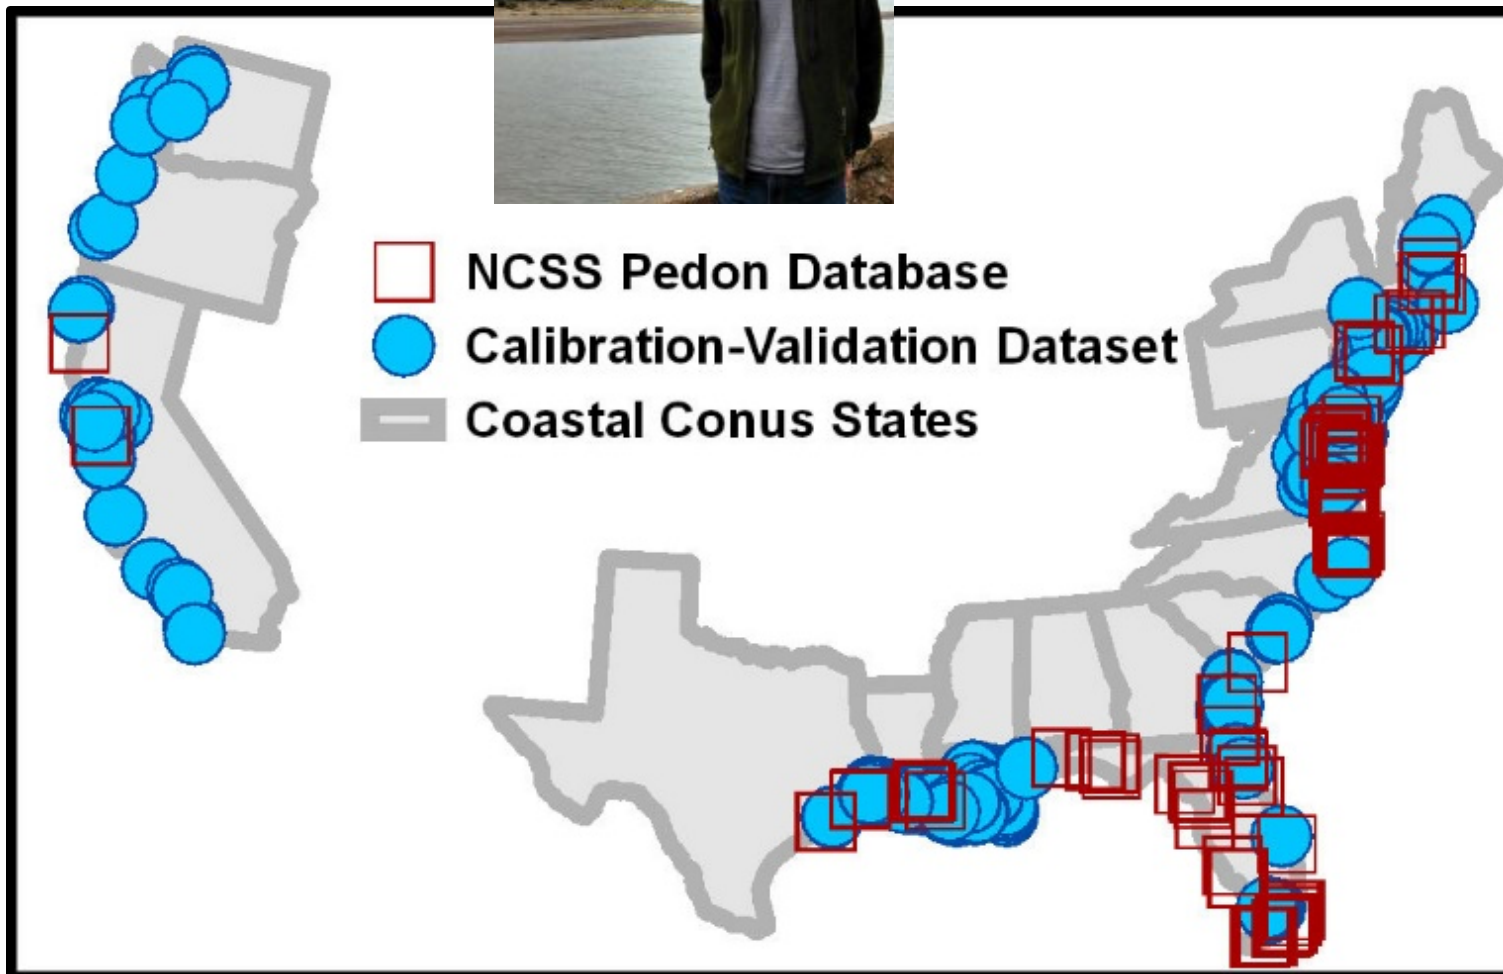 NCSS Pedon Database
Calibration-Validation Dataset
Coastal Conus States